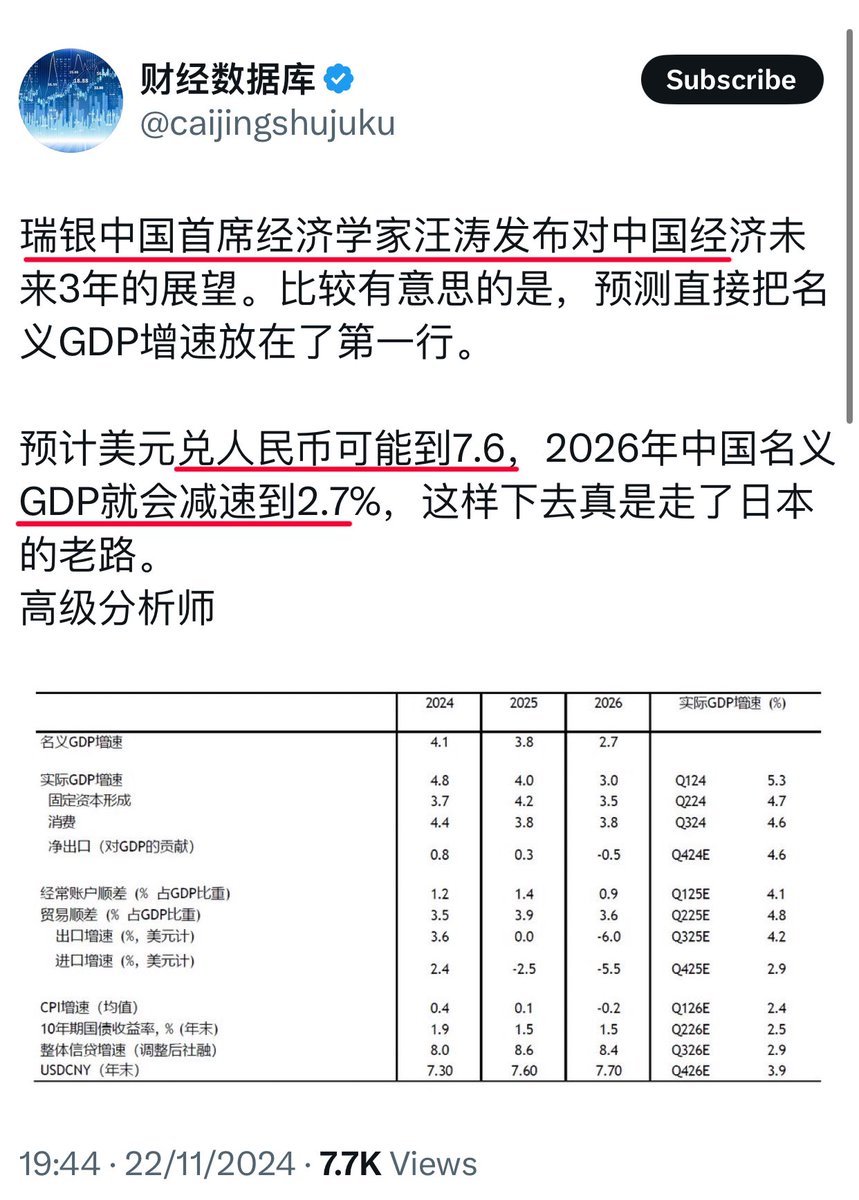 财经数据库
@caijingshujuku
Subscribe
瑞银中国首席经济学家汪涛发布对中国经济未
来3年的展望。比较有意思的是，预测直接把名
义GDP增速放在了第一行。
预计美元兑人民币可能到7.6，2026年中国名义
GDP就会减速到2.7%，这样下去真是走了日本
的老路。
高级分析师
2024 2025 2026 实际GDP增速 (%)
名义GDP增速 4.1 3.8 2.7
实际GDP增速 4.8 4.0 3.0 Q124 5.3
固定资本形成 3.7 4.2 3.5 Q224 4.7
消费 4.4 3.8 3.8 Q324 4.6
净出口（对GDP的贡献） 0.8 0.3 -0.5 Q424E 4.6
经常账户顺差 (% 占GDP比重) 1.2 1.4 0.9 Q125E 4.1
贸易顺差 (% 占GDP比重) 3.5 3.9 3.6 Q225E 4.8
出口增速 (%, 美元计) 3.6 0.0 -6.0 Q325E 4.2
进口增速 (%, 美元计) 2.4 -2.5 -5.5 Q425E 2.9
CPI增速（均值） 0.4 0.1 -0.2 Q126E 2.4
10年期国债收益率, % (年末) 1.9 1.5 1.5 Q226E 2.5
整体信贷增速（调整后社融） 8.0 8.6 8.4 Q326E 2.9
USDCNY（年末） 7.30 7.60 7.70 Q426E 3.9
19:44 · 22/11/2024 · 7.7K Views